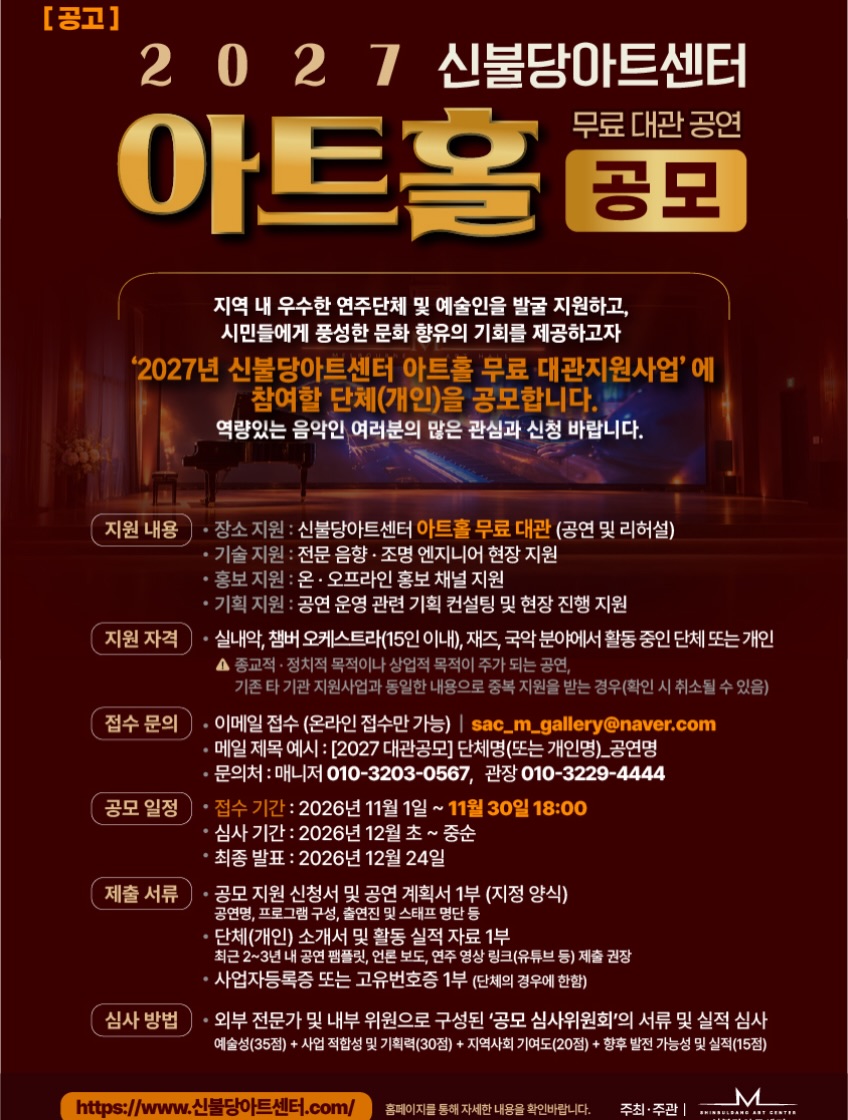 [ 공고 ]
2027 신불당아트센터
아트홀 무료 대관 공연
공모
지역 내 우수한 연주단체 및 예술인을 발굴 지원하고,
시민들에게 풍성한 문화 향유의 기회를 제공하고자
‘2027년 신불당아트센터 아트홀 무료 대관지원사업’ 에
참여할 단체(개인)을 공모합니다.
역량있는 음악인 여러분의 많은 관심과 신청 바랍니다.
지원 내용 • 장소 지원 : 신불당아트센터 아트홀 무료 대관 (공연 및 리허설)
• 기술 지원 : 전문 음향 · 조명 엔지니어 현장 지원
• 홍보 지원 : 온 · 오프라인 홍보 채널 지원
• 기획 지원 : 공연 운영 관련 기획 컨설팅 및 현장 진행 지원
지원 자격 • 실내악, 챔버 오케스트라(15인 이내), 재즈, 국악 분야에서 활동 중인 단체 또는 개인
⚠ 종교적 · 정치적 목적이나 상업적 목적이 주가 되는 공연,
기존 타 기관 지원사업과 동일한 내용으로 중복 지원을 받는 경우(확인 시 취소될 수 있음)
접수 문의 • 이메일 접수 (온라인 접수만 가능) | sac_m_gallery@naver.com
• 메일 제목 예시 : [2027 대관공모] 단체명(또는 개인명)_공연명
• 문의처 : 매니저 010-3203-0567, 관장 010-3229-4444
공모 일정 • 접수 기간 : 2026년 11월 1일 ~ 11월 30일 18:00
• 심사 기간 : 2026년 12월 초 ~ 중순
• 최종 발표 : 2026년 12월 24일
제출 서류 • 공모 지원 신청서 및 공연 계획서 1부 (지정 양식)
공연명, 프로그램 구성, 출연진 및 스태프 명단 등
• 단체(개인) 소개서 및 활동 실적 자료 1부
최근 2~3년 내 공연 팸플릿, 언론 보도, 연주 영상 링크(유튜브 등) 제출 권장
• 사업자등록증 또는 고유번호증 1부 (단체의 경우에 한함)
심사 방법 • 외부 전문가 및 내부 위원으로 구성된 ‘공모 심사위원회’의 서류 및 실적 심사
예술성(35점) + 사업 적합성 및 기획력(30점) + 지역사회 기여도(20점) + 향후 발전 가능성 및 실적(15점)
https://www.신불당아트센터.com/ 홈페이지를 통해 자세한 내용을 확인바랍니다. 주최 · 주관 | M
SHINBULDANG ART CENTER